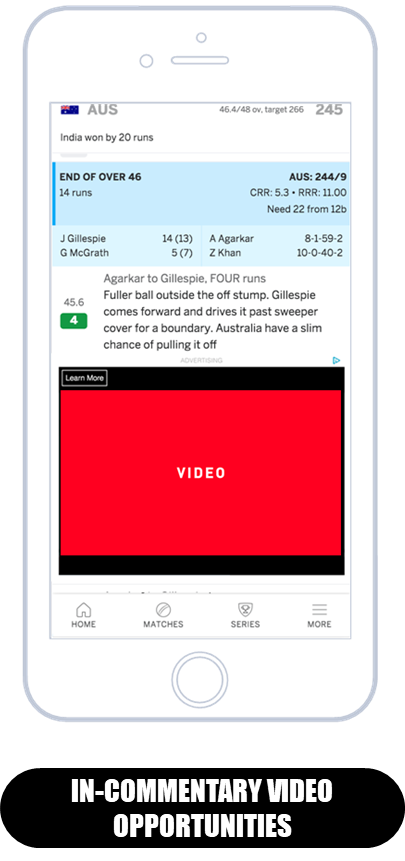 AUS 46.4/48 ov, target 266 245
India won by 20 runs
END OF OVER 46 AUS: 244/9
14 runs CRR: 5.3 • RRR: 11.00
Need 22 from 12b
J Gillespie 14 (13) A Agarkar 8-1-59-2
G McGrath 5 (7) Z Khan 10-0-40-2
Agarkar to Gillespie, FOUR runs
45.6 Fuller ball outside the off stump. Gillespie
4 comes forward and drives it past sweeper
cover for a boundary. Australia have a slim
chance of pulling it off
ADVERTISING
Learn More
VIDEO
HOME MATCHES SERIES MORE
IN-COMMENTARY VIDEO
OPPORTUNITIES